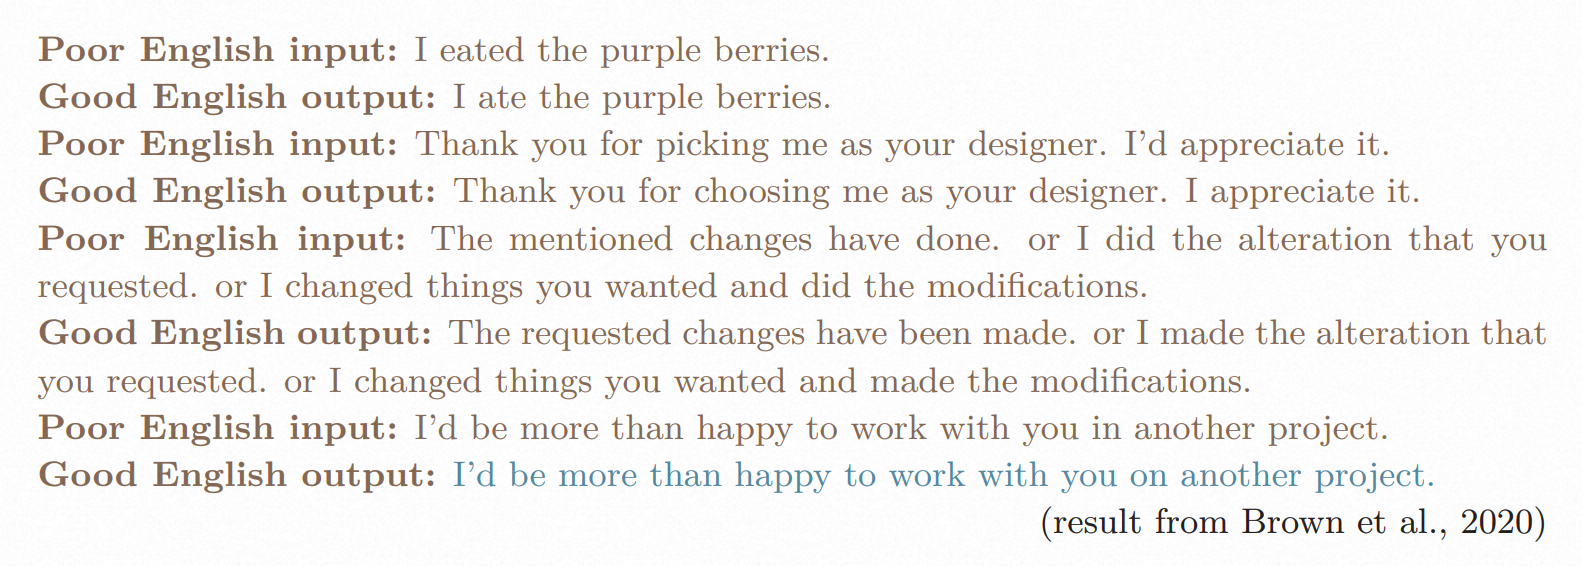 Poor English input: I eated the purple berries.
Good English output: I ate the purple berries.
Poor English input: Thank you for picking me as your designer. I’d appreciate it.
Good English output: Thank you for choosing me as your designer. I appreciate it.
Poor English input: The mentioned changes have done. or I did the alteration that you
requested. or I changed things you wanted and did the modifications.
Good English output: The requested changes have been made. or I made the alteration that
you requested. or I changed things you wanted and made the modifications.
Poor English input: I’d be more than happy to work with you in another project.
Good English output: I’d be more than happy to work with you on another project.
(result from Brown et al., 2020)